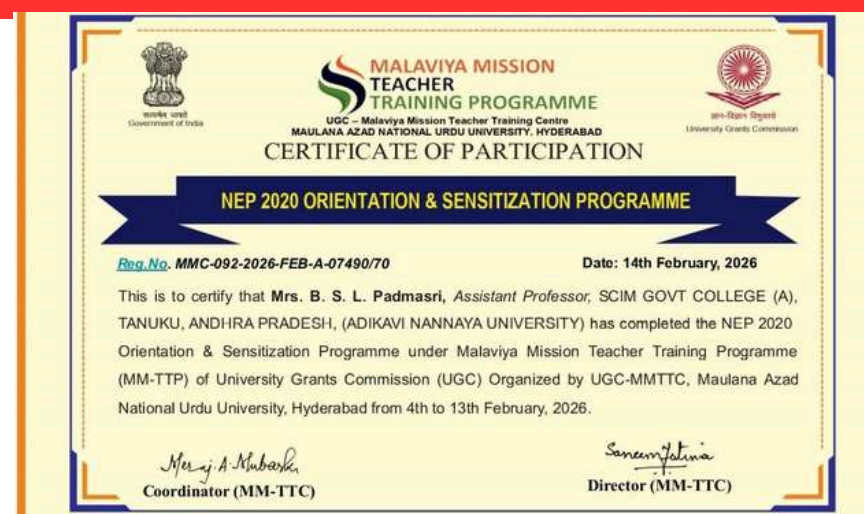 MALAVIYA MISSION
TEACHER
TRAINING PROGRAMME
सत्यमेव जयते
Government of India
ज्ञान-विज्ञान विमुक्तये
University Grants Commission
UGC – Malaviya Mission Teacher Training Centre
MAULANA AZAD NATIONAL URDU UNIVERSITY, HYDERABAD
CERTIFICATE OF PARTICIPATION
NEP 2020 ORIENTATION & SENSITIZATION PROGRAMME
Reg.No. MMC-092-2026-FEB-A-07490/70 Date: 14th February, 2026
This is to certify that Mrs. B. S. L. Padmasri, Assistant Professor, SCIM GOVT COLLEGE (A),
TANUKU, ANDHRA PRADESH, (ADIKAVI NANNAYA UNIVERSITY) has completed the NEP 2020
Orientation & Sensitization Programme under Malaviya Mission Teacher Training Programme
(MM-TTP) of University Grants Commission (UGC) Organized by UGC-MMTTC, Maulana Azad
National Urdu University, Hyderabad from 4th to 13th February, 2026.
Coordinator (MM-TTC)
Director (MM-TTC)